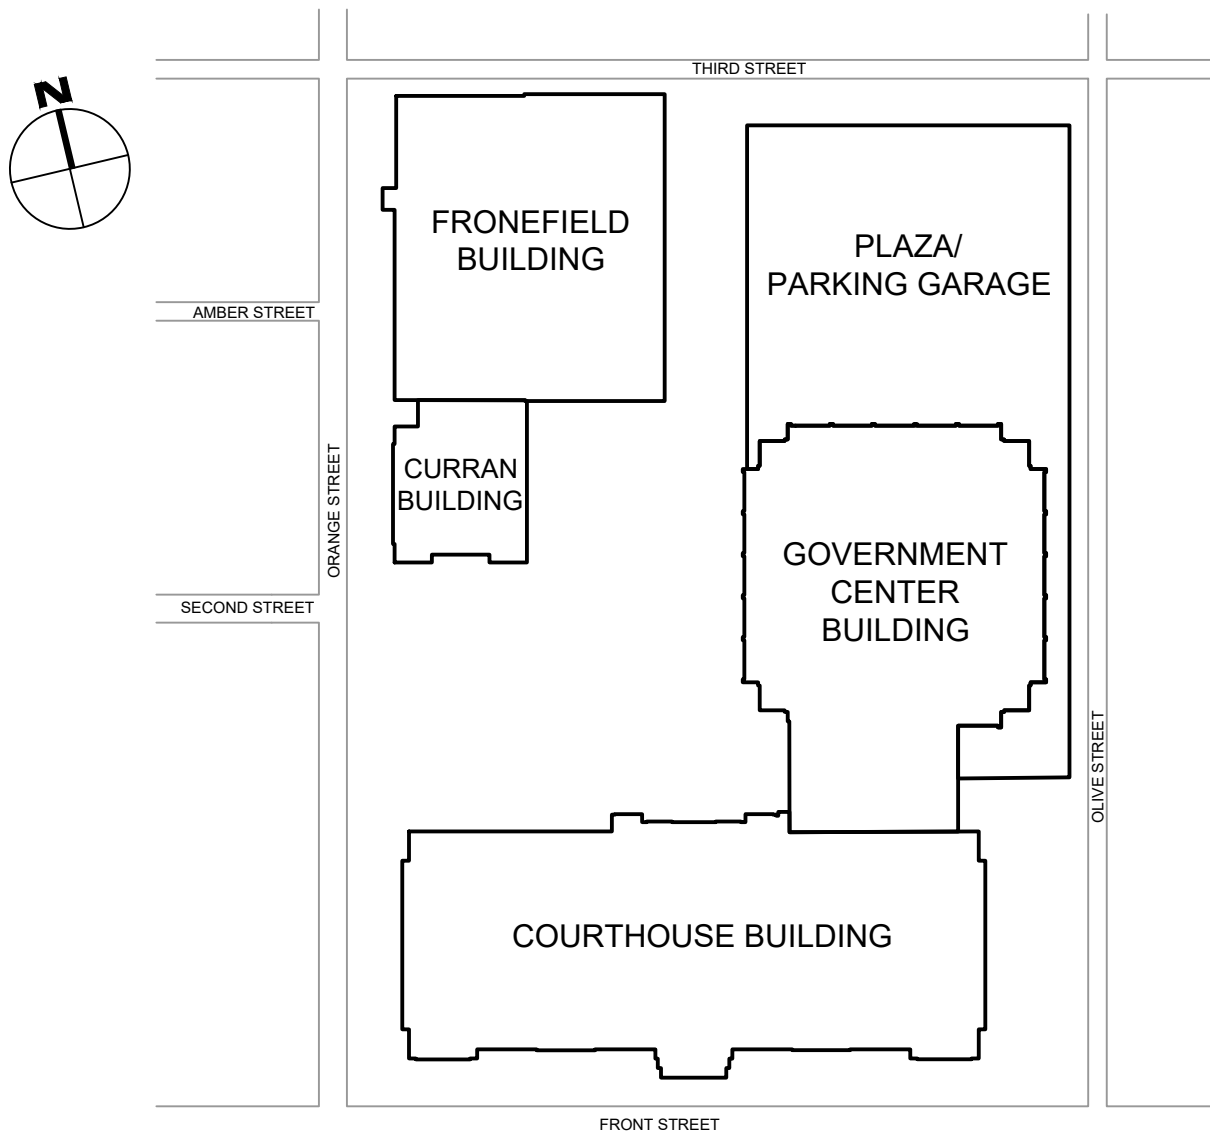 THIRD STREET
N
FRONEFIELD
BUILDING
PLAZA/
PARKING GARAGE
AMBER STREET
CURRAN
BUILDING
ORANGE STREET
GOVERNMENT
CENTER
BUILDING
SECOND STREET
OLIVE STREET
COURTHOUSE BUILDING
FRONT STREET